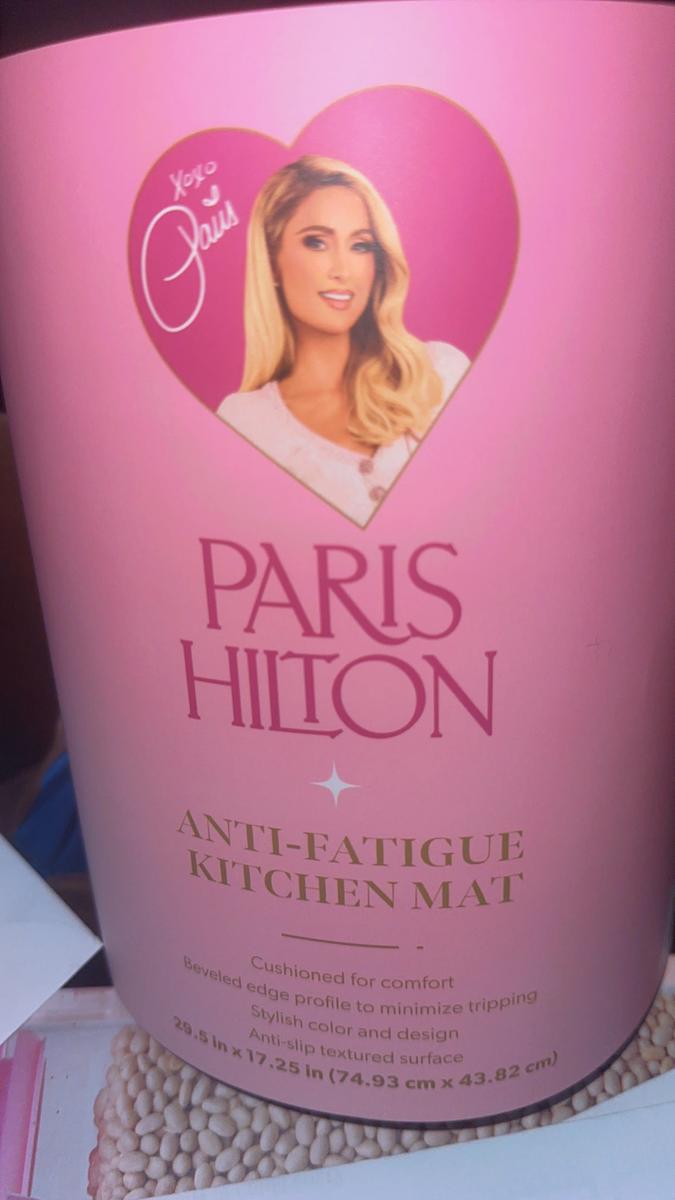 xoxo
Paris
PARIS
HILTON
ANTI-FATIGUE
KITCHEN MAT
Cushioned for comfort
Beveled edge profile to minimize tripping
Stylish color and design
Anti-slip textured surface
29.5 in x 17.25 in (74.93 cm x 43.82 cm)